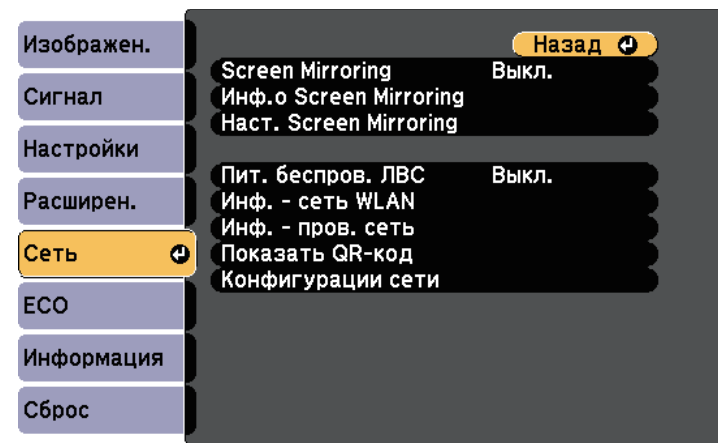 Изображен.
Сигнал
Настройки
Расширен.
Сеть
ECO
Информация
Сброс
Назад
Screen Mirroring Выкл.
Инф.о Screen Mirroring
Наст. Screen Mirroring
Пит. беспров. ЛВС Выкл.
Инф. - сеть WLAN
Инф. - пров. сеть
Показать QR-код
Конфигурации сети